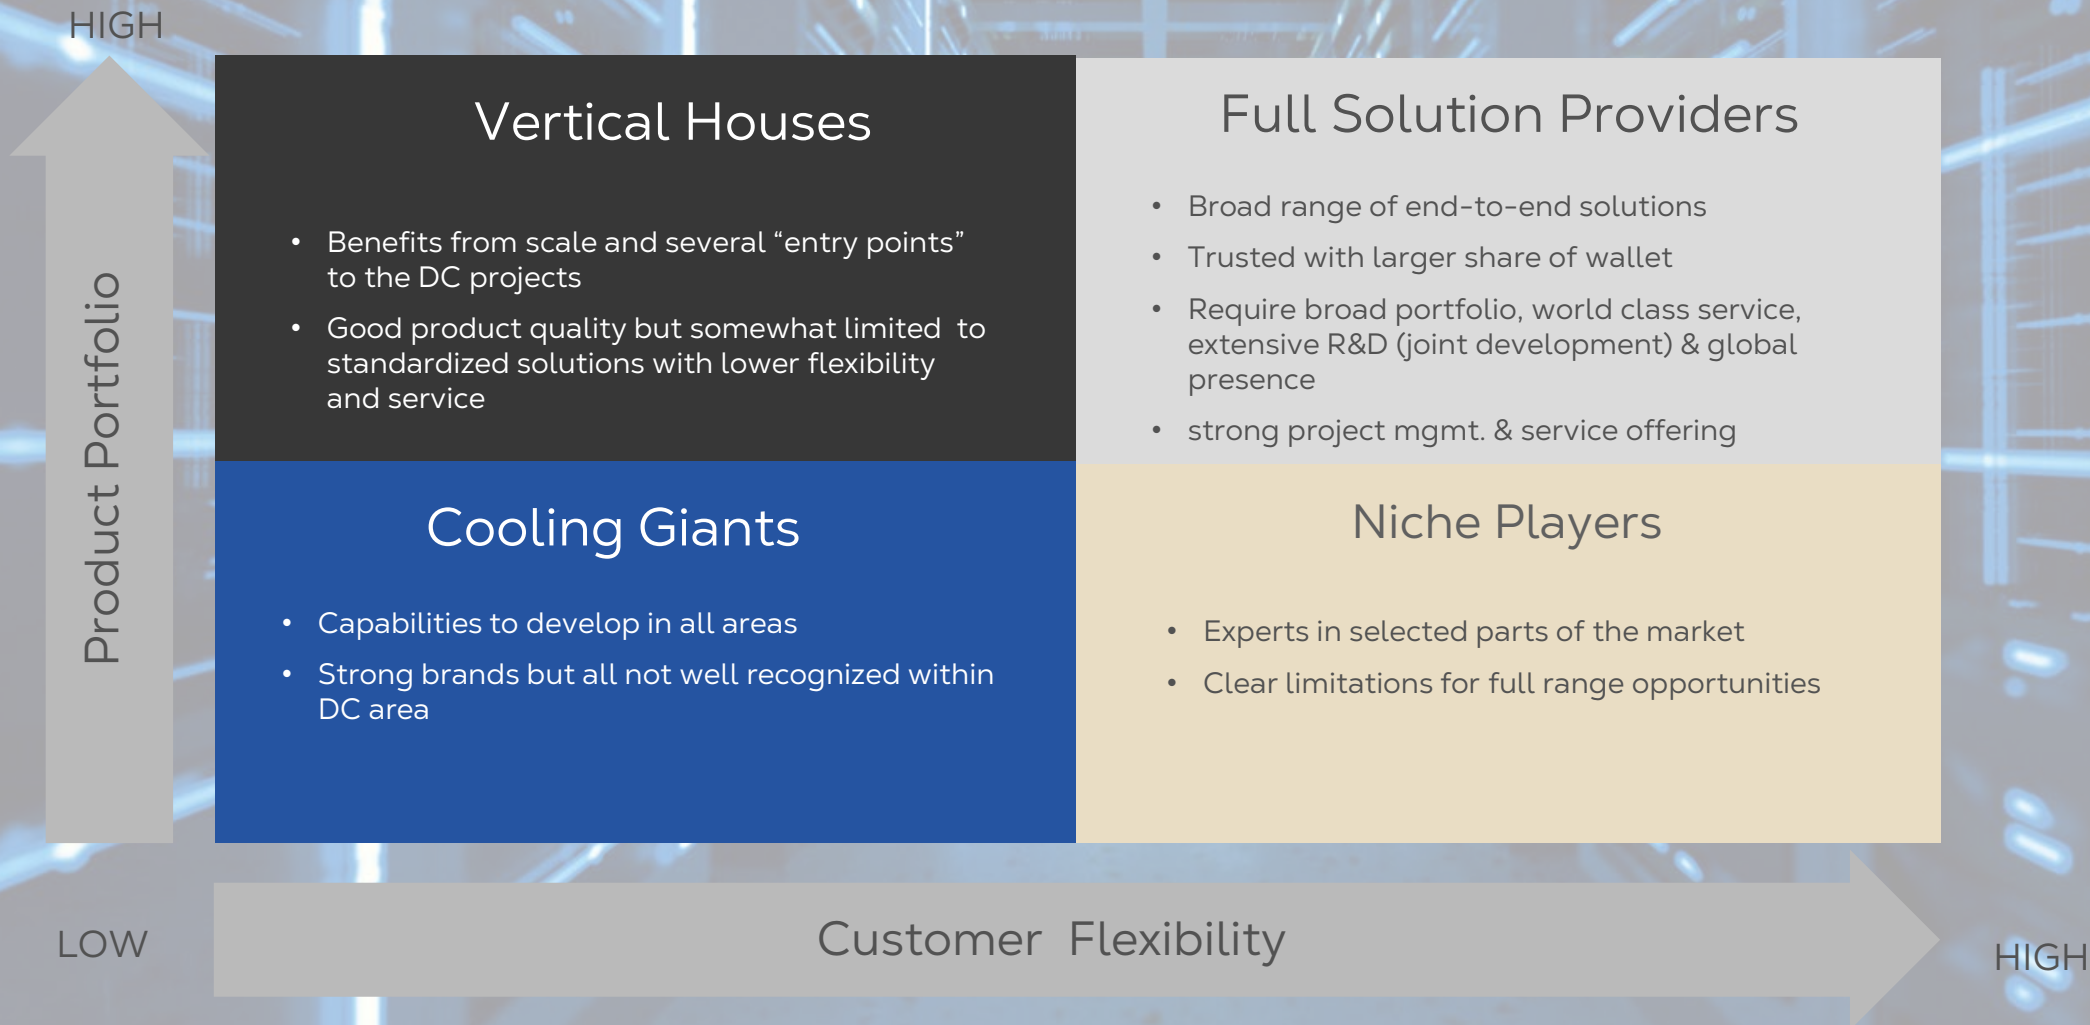 HIGH
Vertical Houses
• Benefits from scale and several “entry points”
to the DC projects
• Good product quality but somewhat limited  to
standardized solutions with lower flexibility
and service
Full Solution Providers
• Broad range of end-to-end solutions
• Trusted with larger share of wallet
• Require broad portfolio, world class service,
extensive R&D (joint development) & global
presence
• strong project mgmt. & service offering
Product Portfolio
Cooling Giants
• Capabilities to develop in all areas
• Strong brands but all not well recognized within
DC area
Niche Players
• Experts in selected parts of the market
• Clear limitations for full range opportunities
LOW
Customer  Flexibility
HIGH